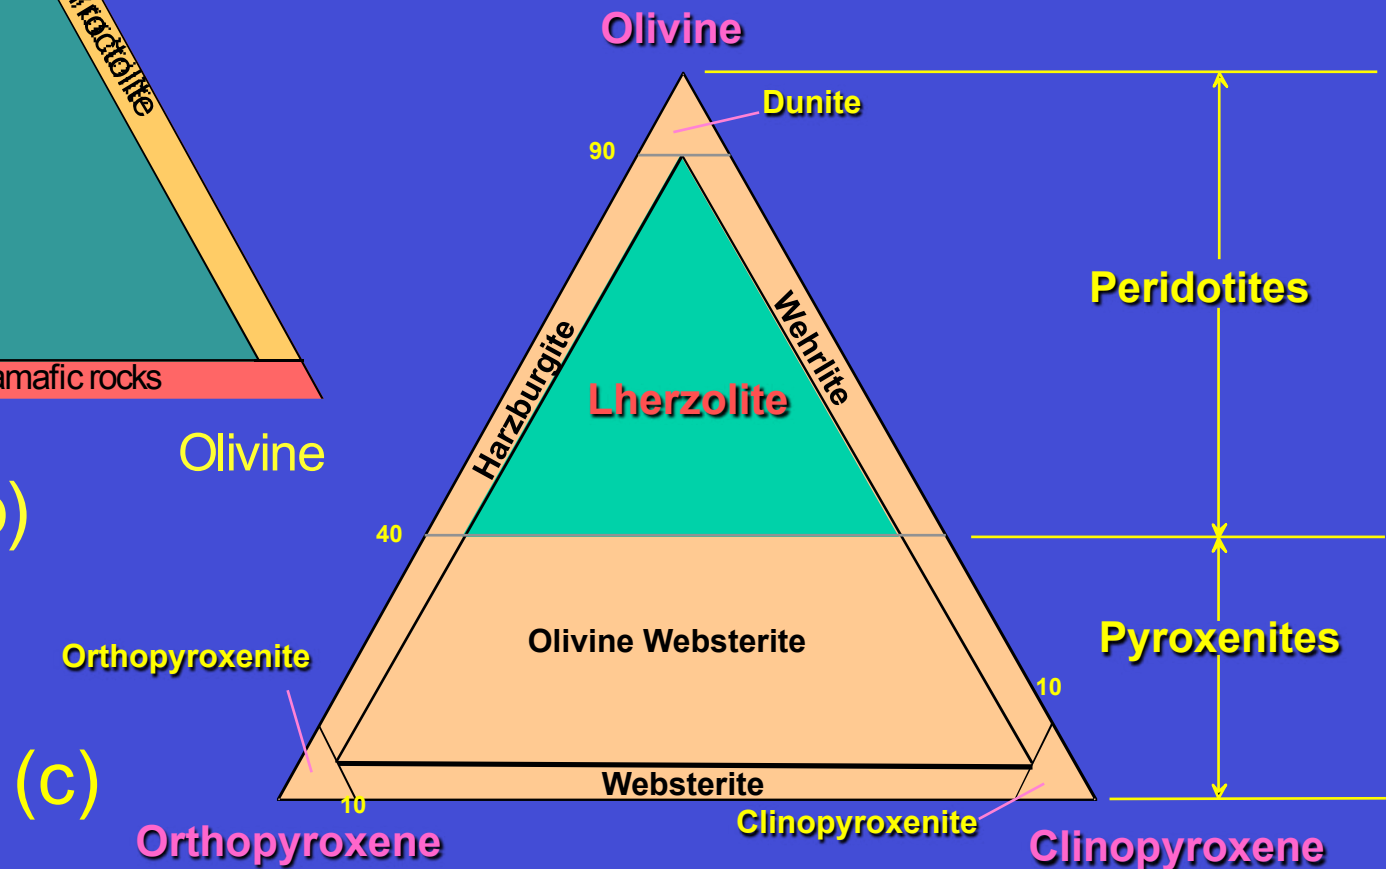 Olivine
Dunite
90
Peridotites
Wehrlite
Harzburgite
Lherzolite
amafic rocks
Olivine
)
40
Olivine Websterite
Pyroxenites
Orthopyroxenite
10
(c)
Websterite
10
Clinopyroxenite
Orthopyroxene
Clinopyroxene